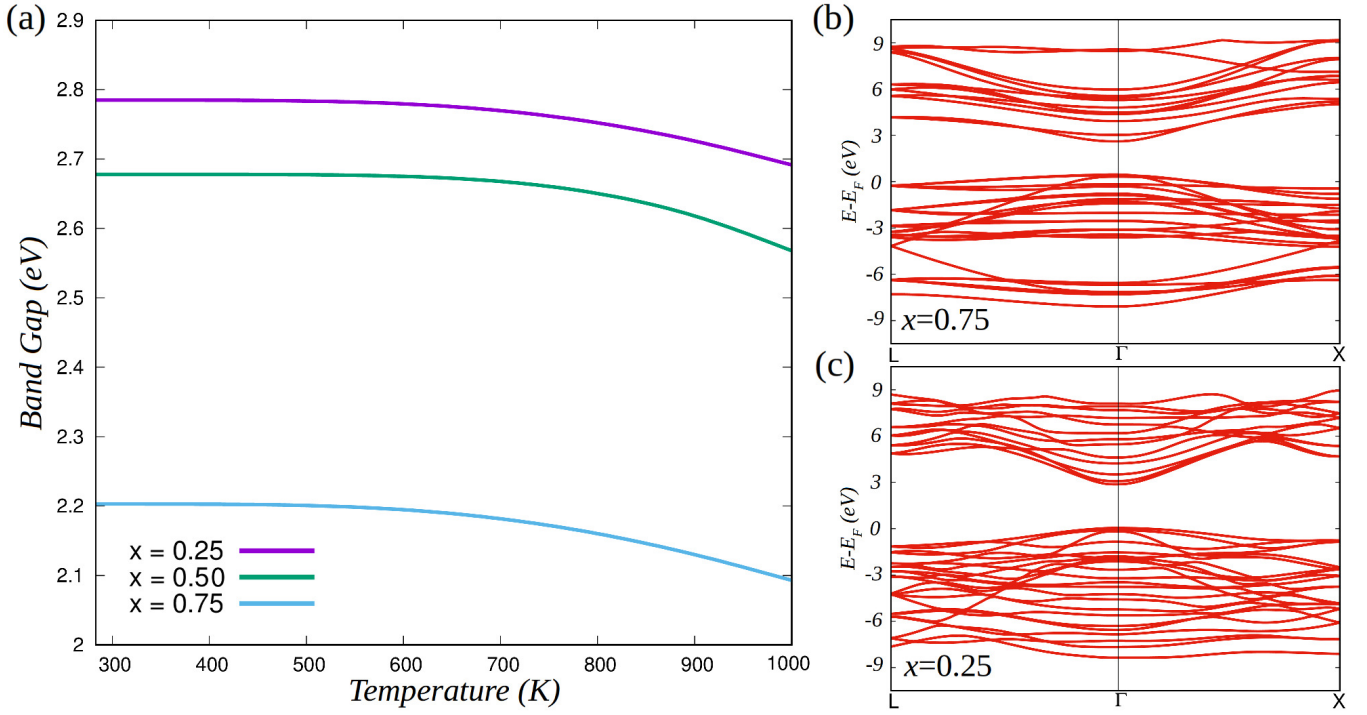 (a)
2.9
2.8
2.7
2.6
2.5
2.4
2.3
2.2
2.1
2
Band Gap (eV)
x = 0.25
x = 0.50
x = 0.75
300 400 500 600 700 800 900 1000
Temperature (K)
(b)
9
6
3
0
-3
-6
-9
E-E_F (eV)
x=0.75
L Γ X
(c)
9
6
3
0
-3
-6
-9
E-E_F (eV)
x=0.25
L Γ X